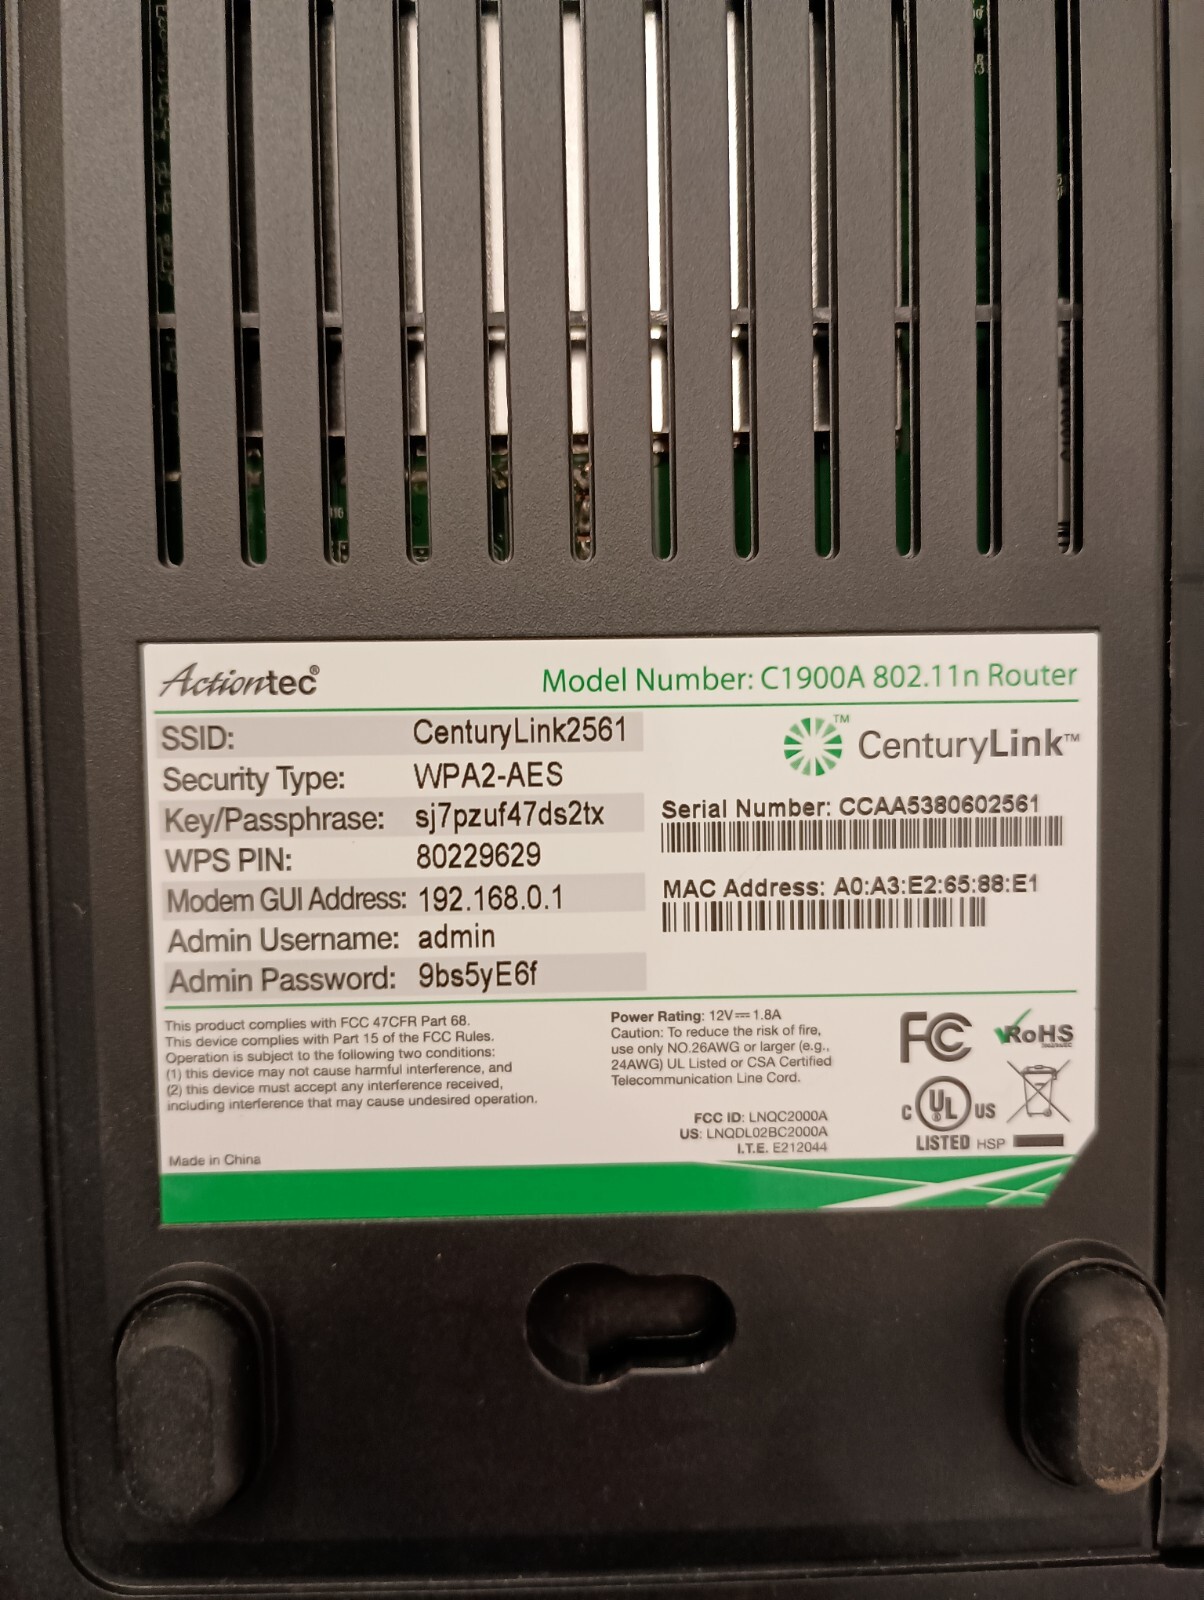 Actiontec®
Model Number: C1900A 802.11n Router
SSID: CenturyLink2561
Security Type: WPA2-AES
Key/Passphrase: sj7pzuf47ds2tx
WPS PIN: 80229629
Modem GUI Address: 192.168.0.1
Admin Username: admin
Admin Password: 9bs5yE6f
CenturyLink™
Serial Number: CCAA5380602561
MAC Address: A0:A3:E2:65:88:E1
This product complies with FCC 47CFR Part 68.
This device complies with Part 15 of the FCC Rules.
Operation is subject to the following two conditions:
(1) this device may not cause harmful interference, and
(2) this device must accept any interference received,
including interference that may cause undesired operation.
Made in China
Power Rating: 12V⎓1.8A
Caution: To reduce the risk of fire,
use only NO.26AWG or larger (e.g.,
24AWG) UL Listed or CSA Certified
Telecommunication Line Cord.
FCC ID: LNQC2000A
US: LNQDL02BC2000A
I.T.E. E212044
FC
RoHS
C UL® US
LISTED HSP